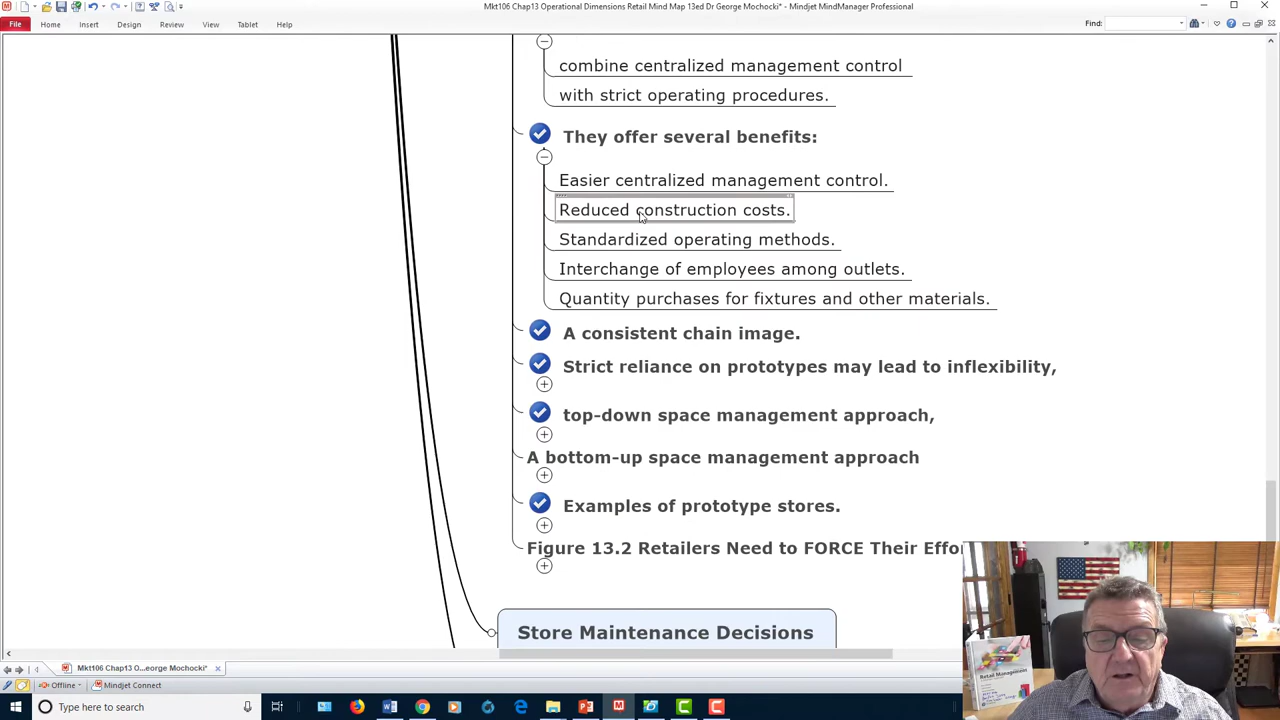 Mkt106 Chap13 Operational Dimensions Retail Mind Map 13ed Dr George Mochocki* - Mindjet MindManager Professional
File Home Insert Design Review View Tablet Help Find:
combine centralized management control
with strict operating procedures.
They offer several benefits:
Easier centralized management control.
Reduced construction costs.
Standardized operating methods.
Interchange of employees among outlets.
Quantity purchases for fixtures and other materials.
A consistent chain image.
Strict reliance on prototypes may lead to inflexibility,
top-down space management approach,
A bottom-up space management approach
Examples of prototype stores.
Figure 13.2 Retailers Need to FORCE Their Effor
Store Maintenance Decisions
Retail Management
Mkt106 Chap13 O...eorge Mochocki*
Offline Mindjet Connect
Type here to search